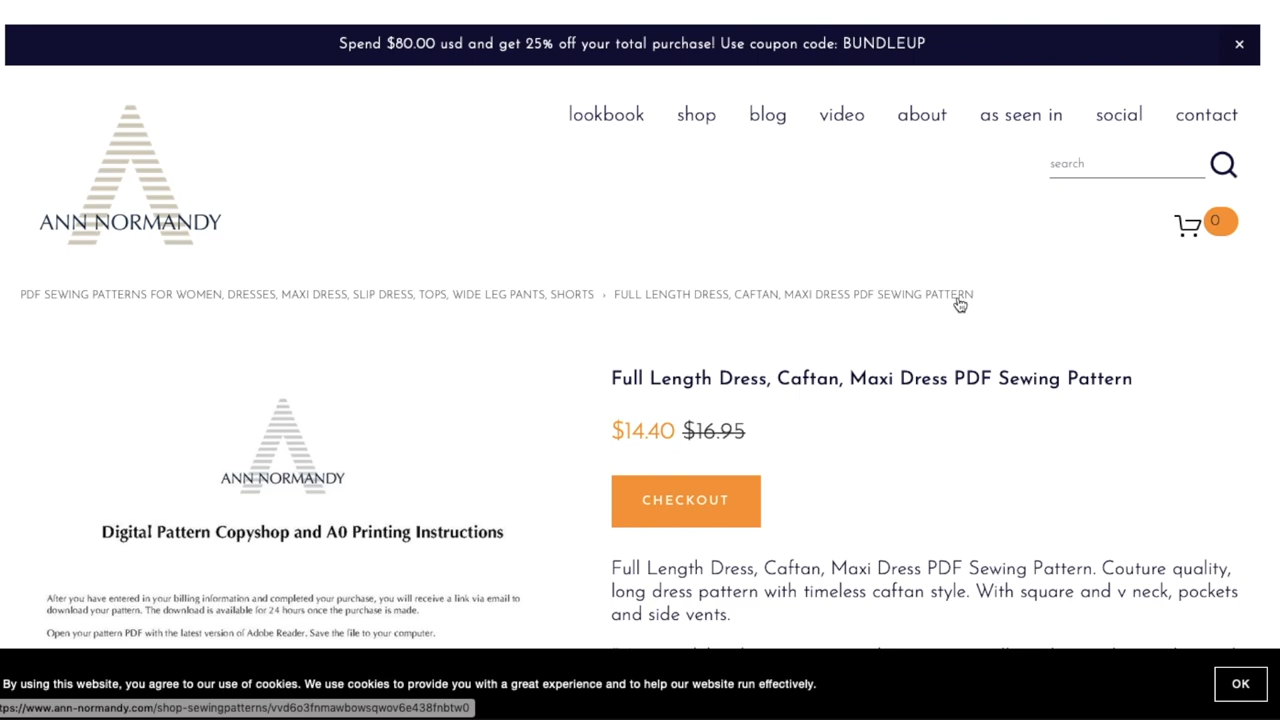 Spend $80.00 usd and get 25% off your total purchase! Use coupon code: BUNDLEUP ×
lookbook shop blog video about as seen in social contact
search
ANN NORMANDY
0
PDF SEWING PATTERNS FOR WOMEN, DRESSES, MAXI DRESS, SLIP DRESS, TOPS, WIDE LEG PANTS, SHORTS › FULL LENGTH DRESS, CAFTAN, MAXI DRESS PDF SEWING PATTERN
Full Length Dress, Caftan, Maxi Dress PDF Sewing Pattern
$14.40 $16.95
CHECKOUT
Full Length Dress, Caftan, Maxi Dress PDF Sewing Pattern. Couture quality,
long dress pattern with timeless caftan style. With square and v neck, pockets
and side vents.
ANN NORMANDY
Digital Pattern Copyshop and A0 Printing Instructions
After you have entered in your billing information and completed your purchase, you will receive a link via email to
download your pattern. The download is available for 24 hours once the purchase is made.
Open your pattern PDF with the latest version of Adobe Reader. Save the file to your computer.
By using this website, you agree to our use of cookies. We use cookies to provide you with a great experience and to help our website run effectively.
OK
tps://www.ann-normandy.com/shop-sewingpatterns/vvd6o3fnmawbowsqwov6e438fnbtw0